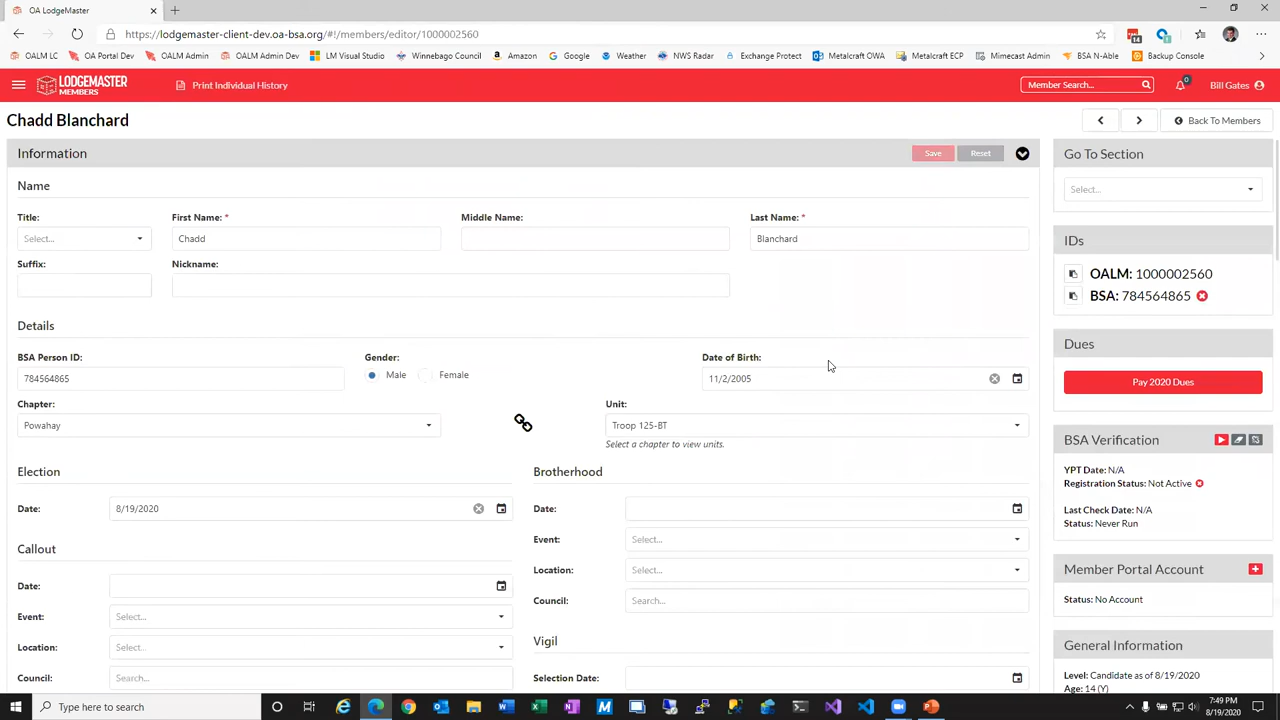 OA LodgeMaster
https://lodgemaster-client-dev.oa-bsa.org/#!/members/editor/1000002560
14
OALM LC
OA Portal Dev
OALM Admin
OALM Admin Dev
LM Visual Studio
Winnebago Council
Amazon
Google
Weather
NWS Radar
Exchange Protect
Metalcraft OWA
Metalcraft ECP
Mimecast Admin
BSA N-Able
Backup Console
LODGEMASTER
MEMBERS
Print Individual History
Member Search...
0
Bill Gates
Chadd Blanchard
Back To Members
Information
Save
Reset
Name
Title:
First Name: *
Middle Name:
Last Name: *
Select...
Chadd
Blanchard
Suffix:
Nickname:
Details
BSA Person ID:
Gender:
Date of Birth:
784564865
Male
Female
11/2/2005
Chapter:
Unit:
Powahay
Troop 125-BT
Select a chapter to view units.
Election
Date:
8/19/2020
Callout
Date:
Event:
Select...
Location:
Select...
Council:
Search...
Brotherhood
Date:
Event:
Select...
Location:
Select...
Council:
Search...
Vigil
Selection Date:
Go To Section
Select...
IDs
OALM: 1000002560
BSA: 784564865
Dues
Pay 2020 Dues
BSA Verification
YPT Date: N/A
Registration Status: Not Active
Last Check Date: N/A
Status: Never Run
Member Portal Account
Status: No Account
General Information
Level: Candidate as of 8/19/2020
Age: 14 (Y)
Type here to search
7:49 PM
8/19/2020